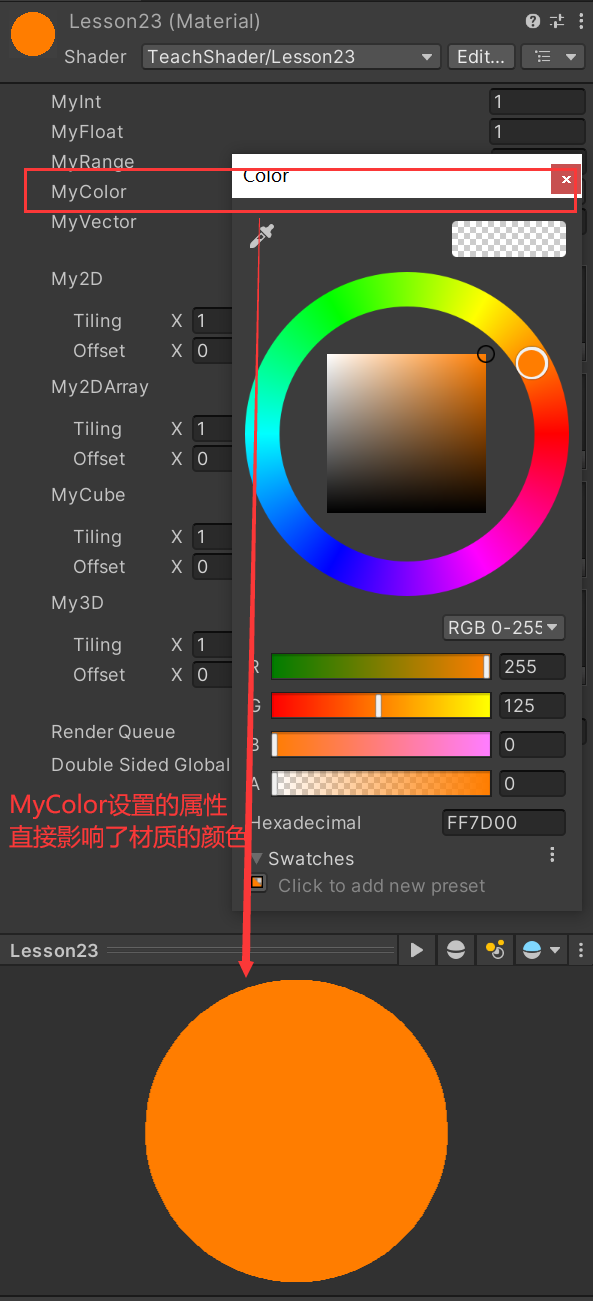 Lesson23 (Material)
Shader TeachShader/Lesson23 Edit...
MyInt 1
MyFloat 1
MyRange
Color
MyColor
MyVector
My2D
Tiling X 1
Offset X 0
My2DArray
Tiling X 1
Offset X 0
MyCube
Tiling X 1
Offset X 0
My3D
RGB 0-255
Tiling X 1
R 255
Offset X 0
G 125
Render Queue
B 0
Double Sided Global
A 0
MyColor设置的属性
直接影响了材质的颜色
Hexadecimal FF7D00
Swatches
Click to add new preset
Lesson23